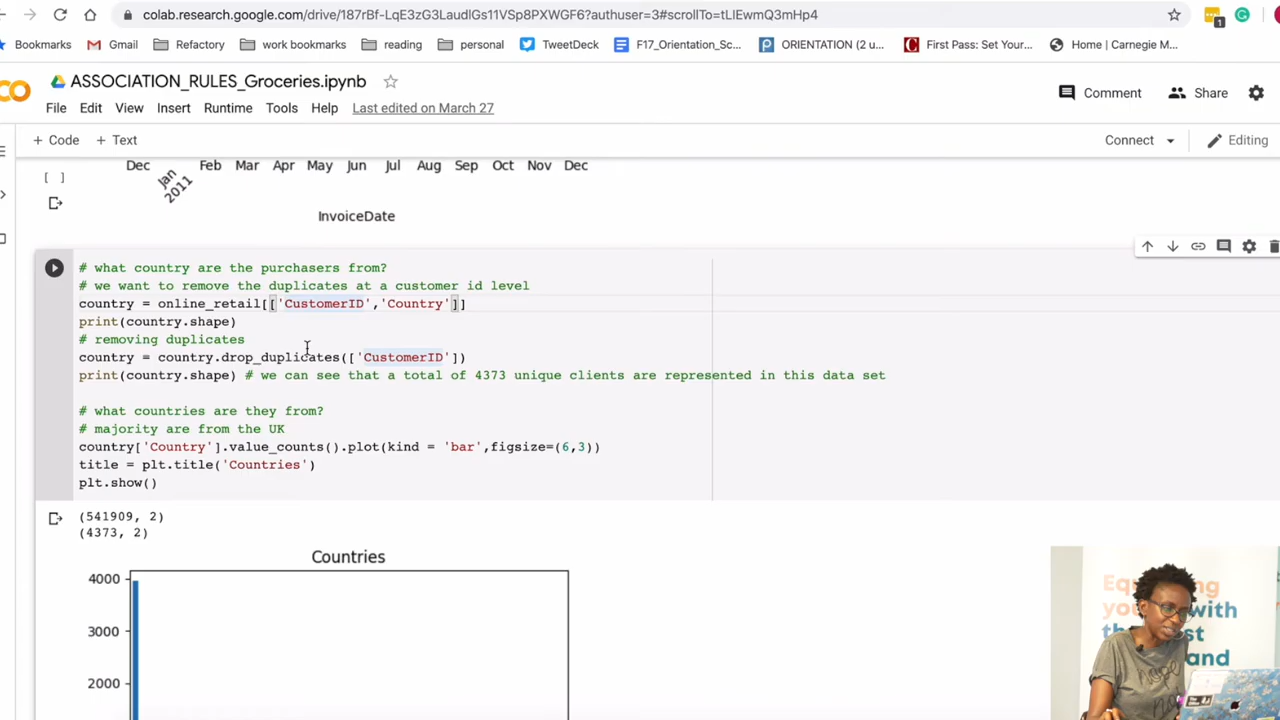 colab.research.google.com/drive/187rBf-LqE3zG3LaudlGs11VSp8PXWGF6?authuser=3#scrollTo=tLlEwmQ3mHp4
1
Bookmarks Gmail Refactory work bookmarks reading personal TweetDeck F17_Orientation_Sc... ORIENTATION (2 u... First Pass: Set Your... Home | Carnegie M...
ASSOCIATION_RULES_Groceries.ipynb
File Edit View Insert Runtime Tools Help Last edited on March 27
Comment Share
+ Code + Text
Connect Editing
Dec Jan 2011 Feb Mar Apr May Jun Jul Aug Sep Oct Nov Dec
[ ]
InvoiceDate
# what country are the purchasers from?
# we want to remove the duplicates at a customer id level
country = online_retail[['CustomerID','Country']]
print(country.shape)
# removing duplicates
country = country.drop_duplicates(['CustomerID'])
print(country.shape) # we can see that a total of 4373 unique clients are represented in this data set
# what countries are they from?
# majority are from the UK
country['Country'].value_counts().plot(kind = 'bar',figsize=(6,3))
title = plt.title('Countries')
plt.show()
(541909, 2)
(4373, 2)
Countries
4000
3000
2000
with
and
hope